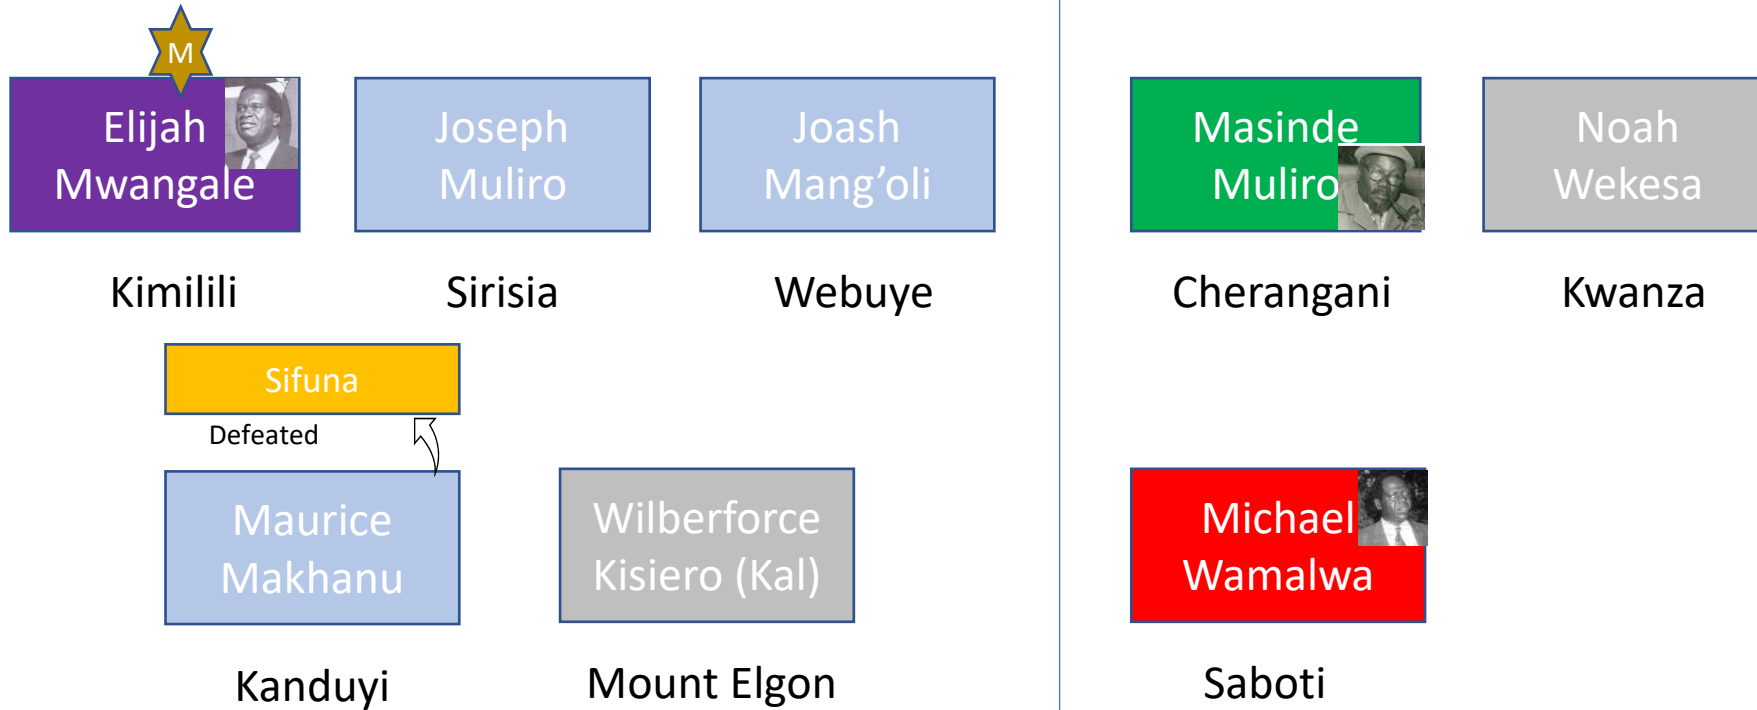 M
Elijah
Mwangale
Joseph
Muliro
Joash
Mang’oli
Masinde
Muliro
Noah
Wekesa
Kimilili
Sirisia
Webuye
Cherangani
Kwanza
Sifuna
Defeated
Maurice
Makhanu
Wilberforce
Kisiero (Kal)
Michael
Wamalwa
Kanduyi
Mount Elgon
Saboti